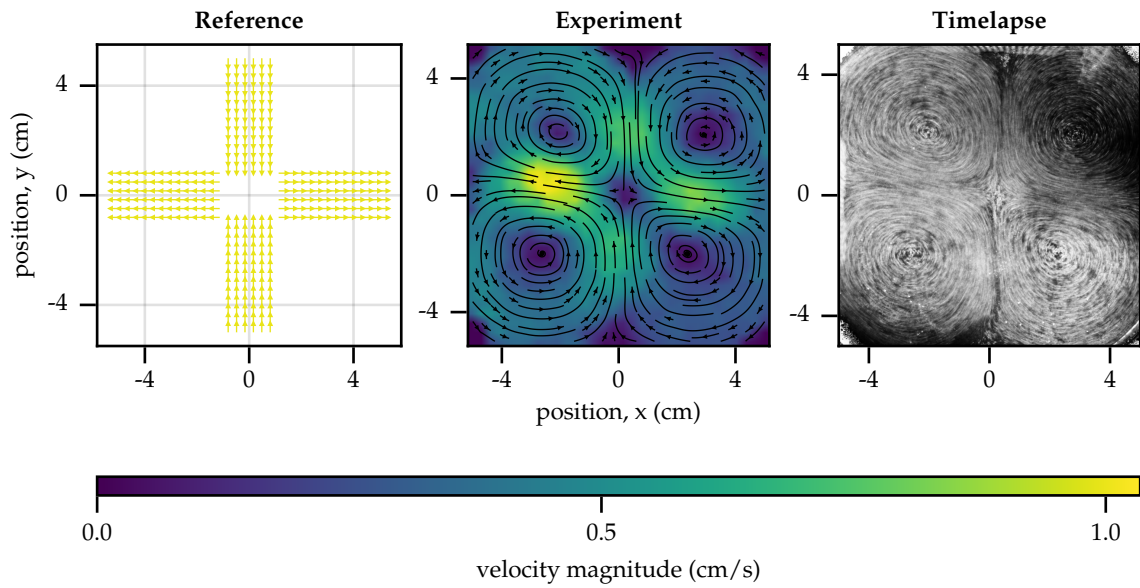 Reference Experiment Timelapse
position, y (cm)
4 4 4
0 0 0
-4 -4 -4
-4 0 4 -4 0 4 -4 0 4
position, x (cm)
0.0 0.5 1.0
velocity magnitude (cm/s)